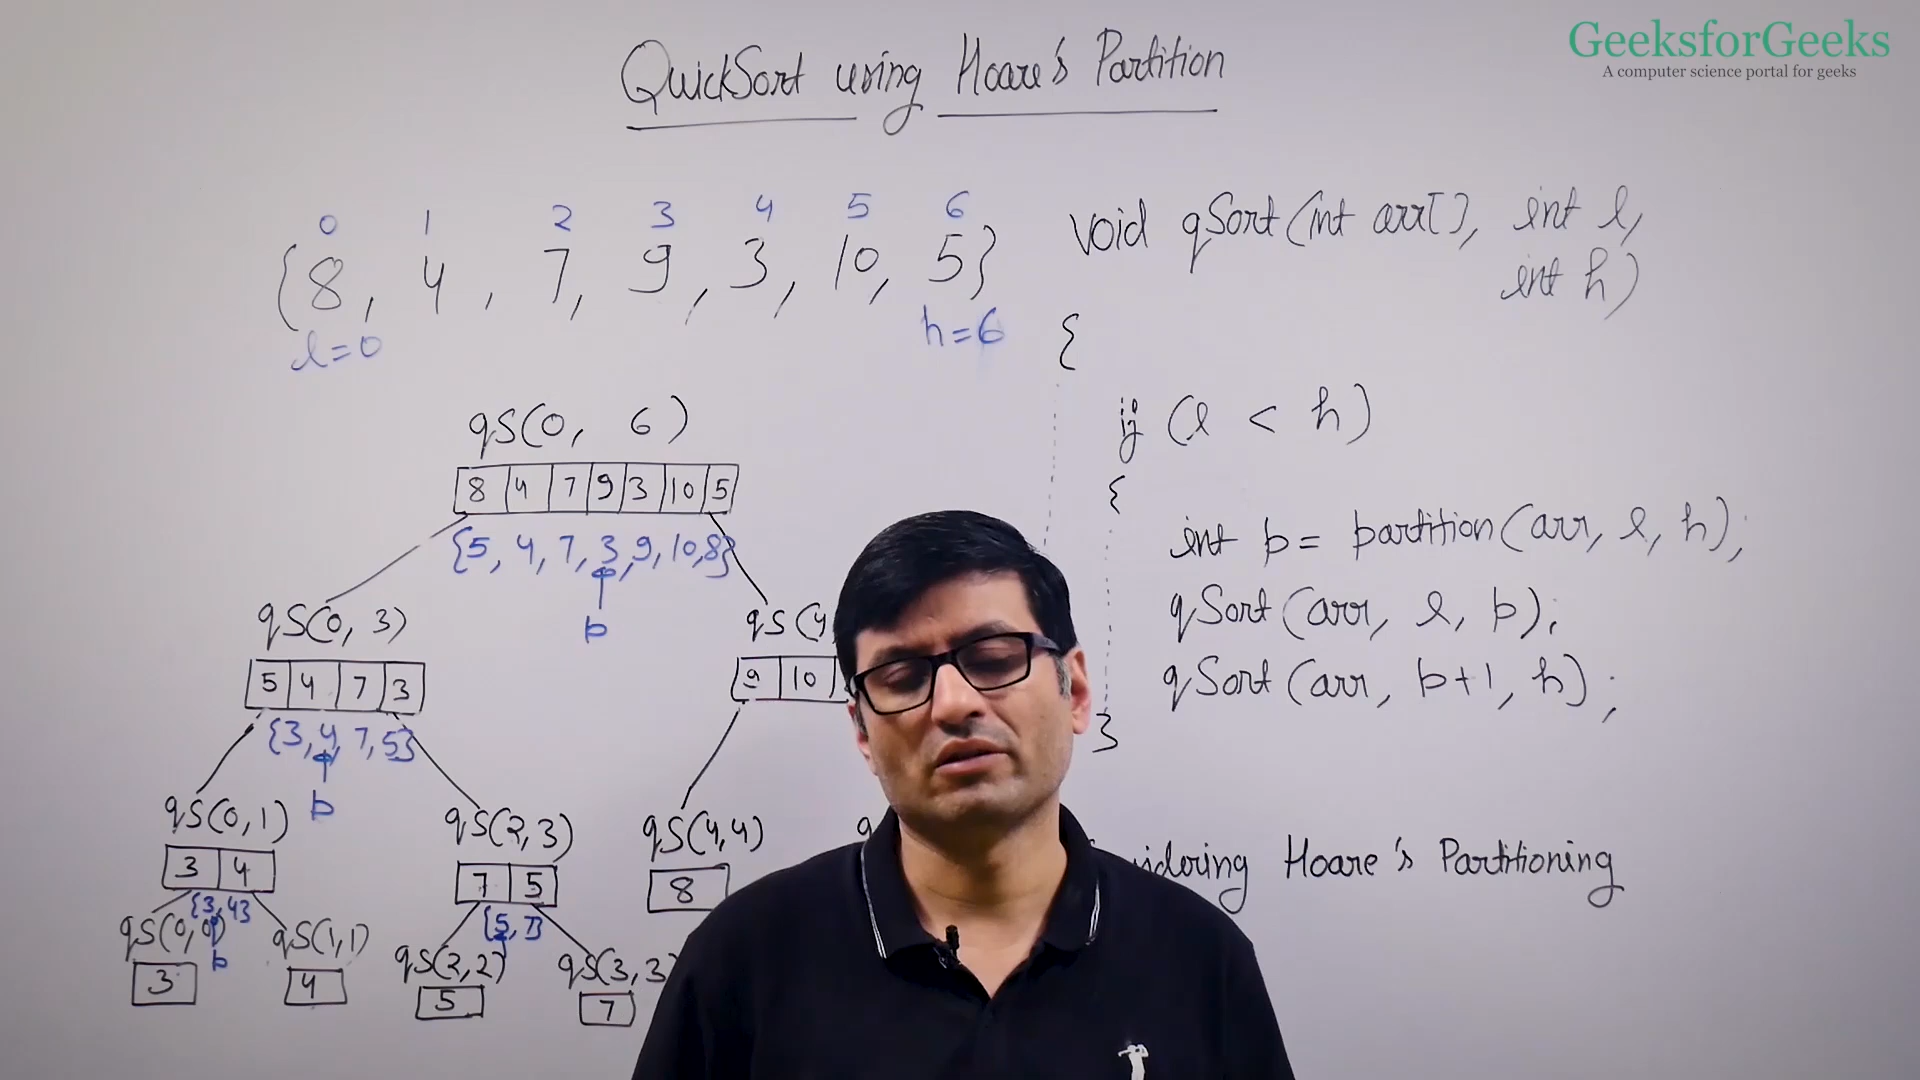 GeeksforGeeks
A computer science portal for geeks
QuickSort using Hoare's Partition
0 1 2 3 4 5 6
{8, 4, 7, 9, 3, 10, 5}
l=0 h=6
void qSort(int arr[], int l,
int h)
{
if (l < h)
{
int p= partition(arr, l, h);
qSort(arr, l, p);
qSort(arr, p+1, h);
}
Hoare's Partitioning
qS(0, 6)
8 4 7 9 3 10 5
{5, 4, 7, 3, 9, 10, 8}
p
qS(0, 3) qS(4
5 4 7 3 9 10
{3, 4, 7, 5}
p
qS(0,1) qS(2,3) qS(4,4)
3 4 7 5 8
{3, 4} {5, 7}
p
qS(0,0) qS(1,1) qS(2,2) qS(3,3
3 4 5 7